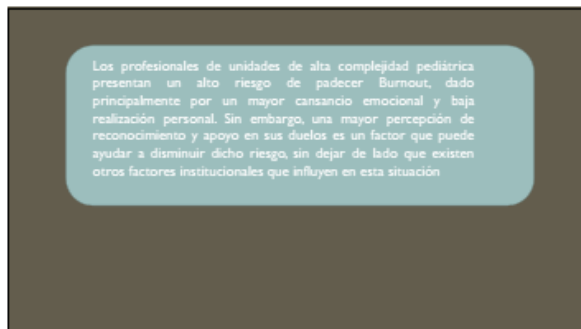 Los profesionales de unidades de alta complejidad pediátrica
presentan un alto riesgo de padecer Burnout, dado
principalmente por un mayor cansancio emocional y baja
realización personal. Sin embargo, una mayor percepción de
reconocimiento y apoyo en sus duelos es un factor que puede
ayudar a disminuir dicho riesgo, sin dejar de lado que existen
otros factores institucionales que influyen en esta situación